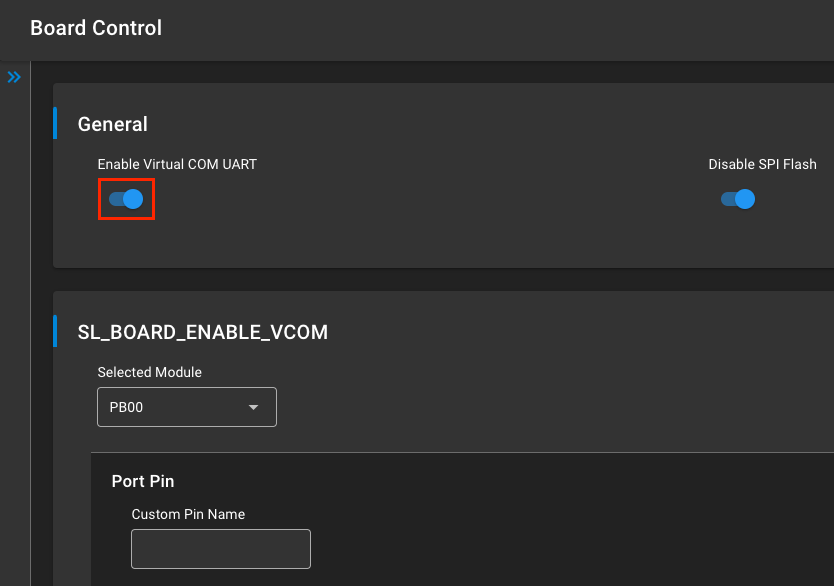 Board Control
General
Enable Virtual COM UART
Disable SPI Flash
SL_BOARD_ENABLE_VCOM
Selected Module
PB00
Port Pin
Custom Pin Name